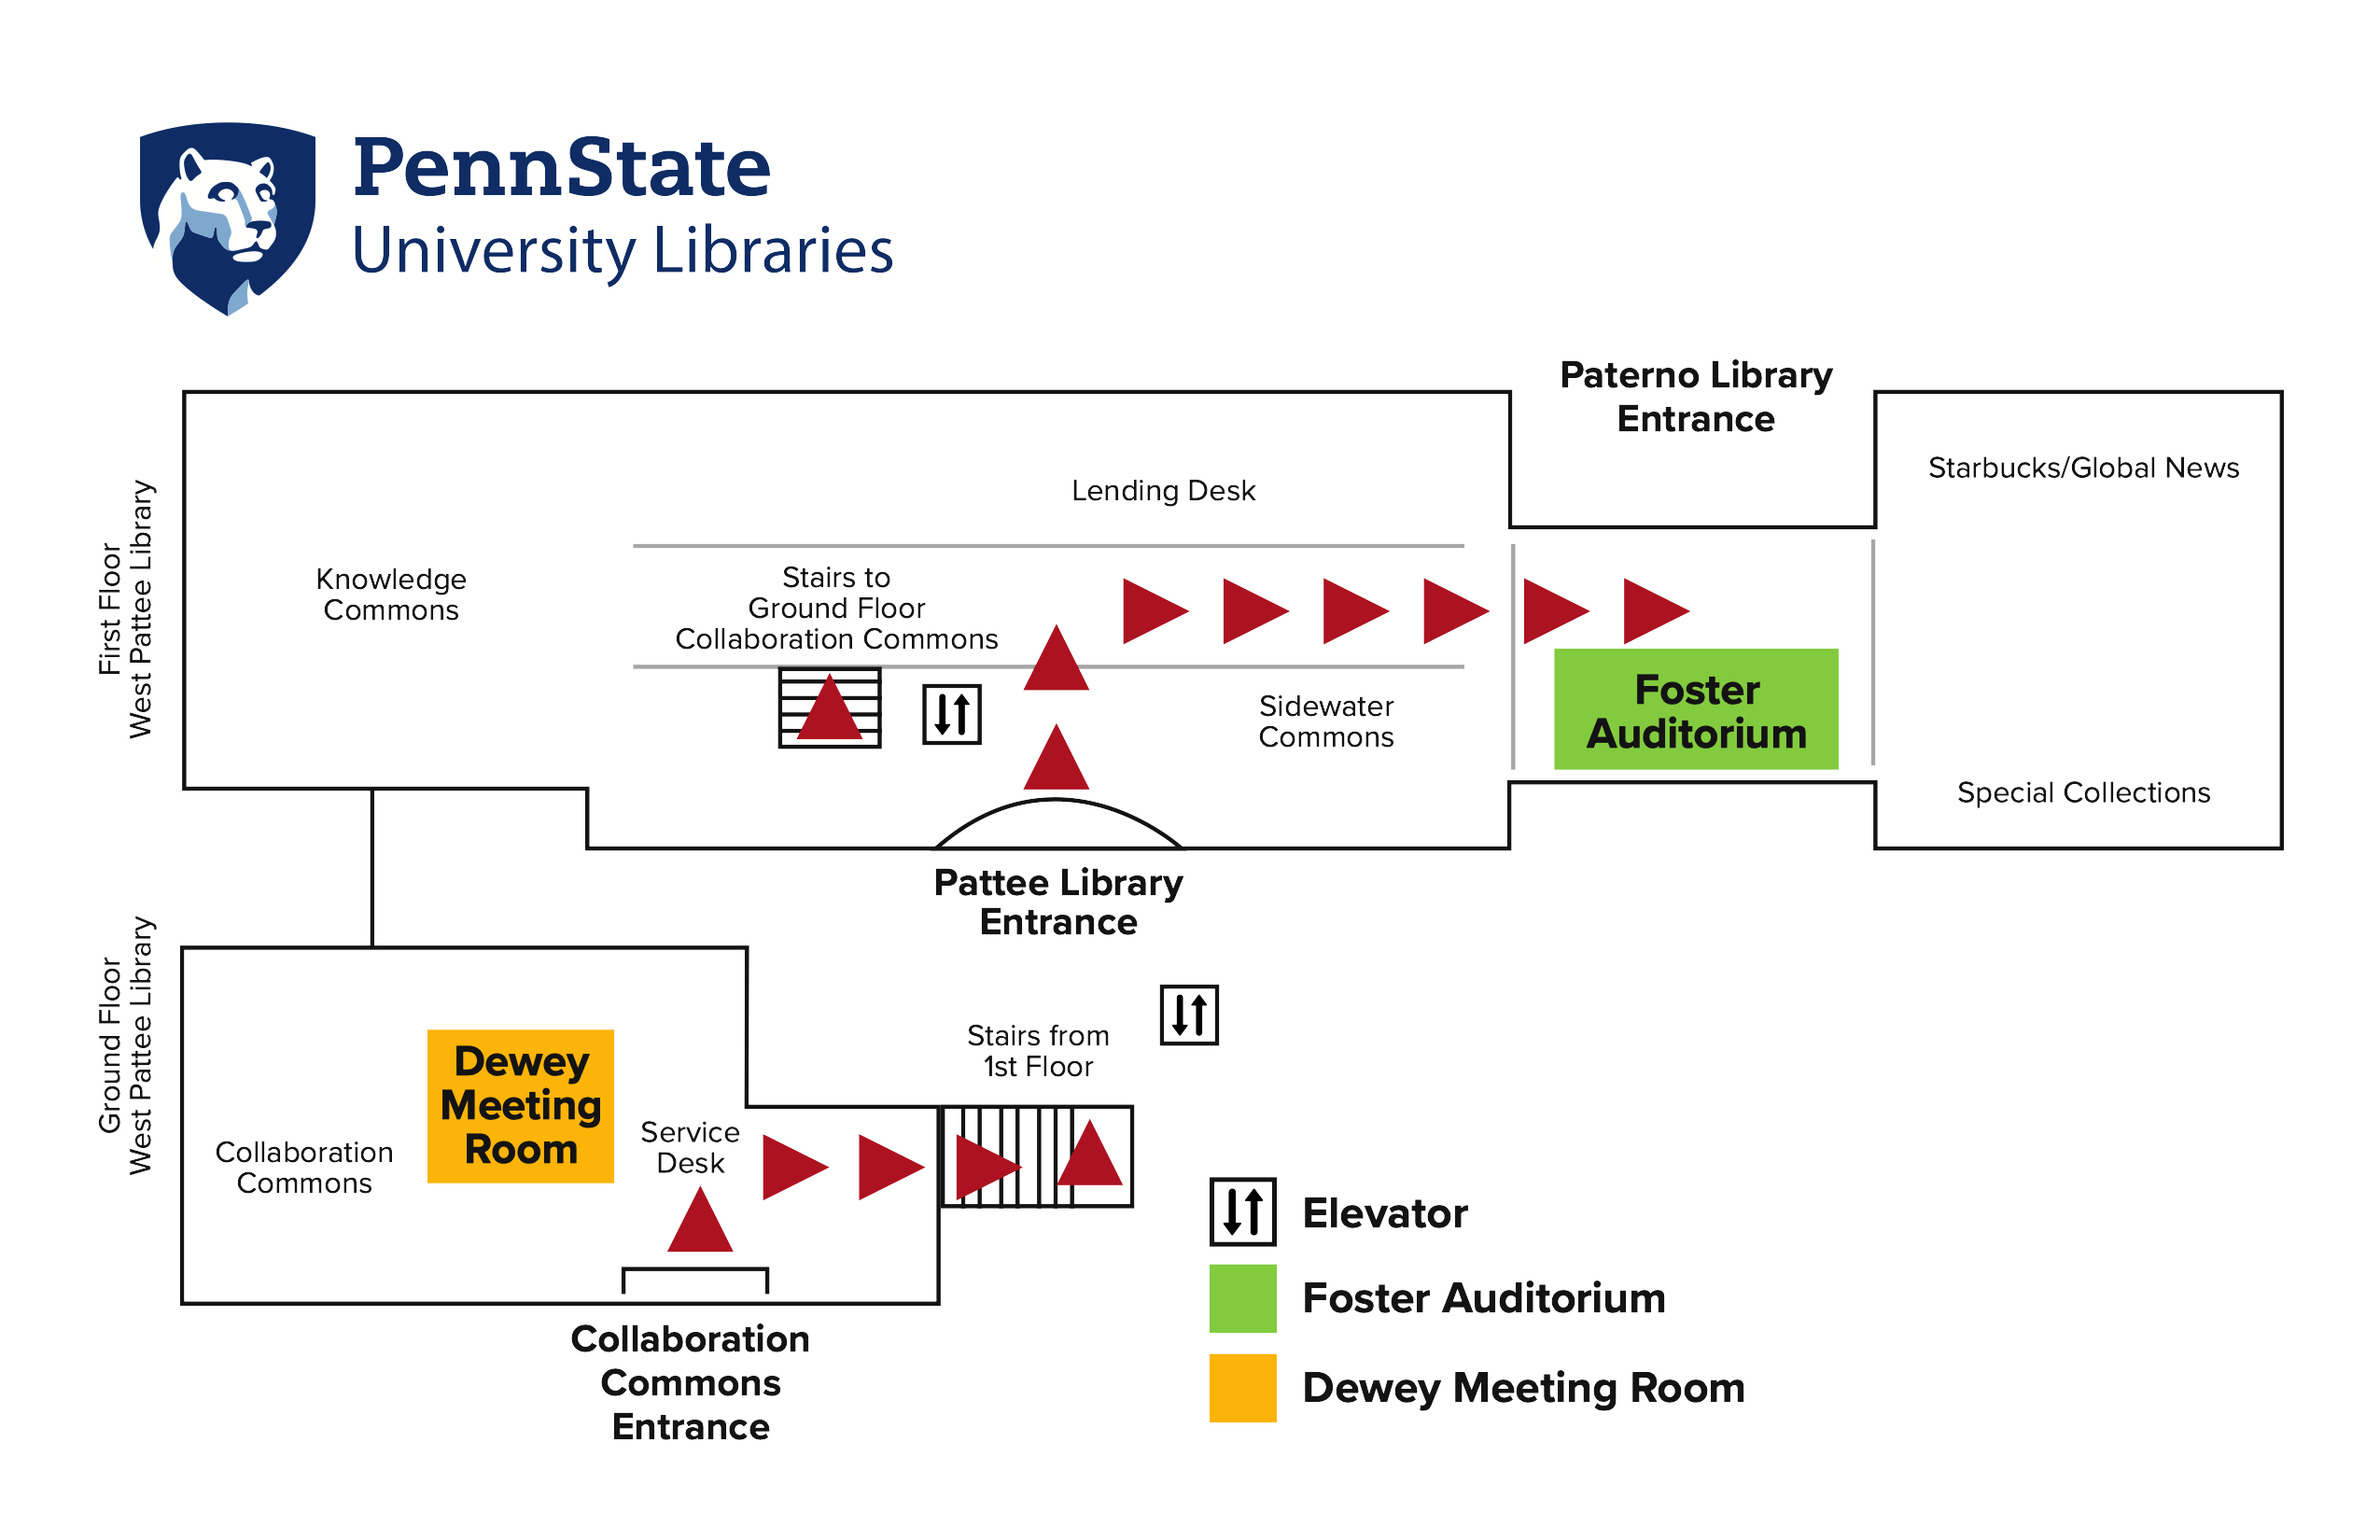 PennState
University Libraries
Paterno Library
Entrance
Starbucks/Global News
Lending Desk
First Floor
West Pattee Library
Knowledge
Commons
Stairs to
Ground Floor
Collaboration Commons
Sidewater
Commons
Foster
Auditorium
Special Collections
Pattee Library
Entrance
Ground Floor
West Pattee Library
Stairs from
1st Floor
Dewey
Meeting
Room
Service
Desk
Collaboration
Commons
Collaboration
Commons
Entrance
Elevator
Foster Auditorium
Dewey Meeting Room